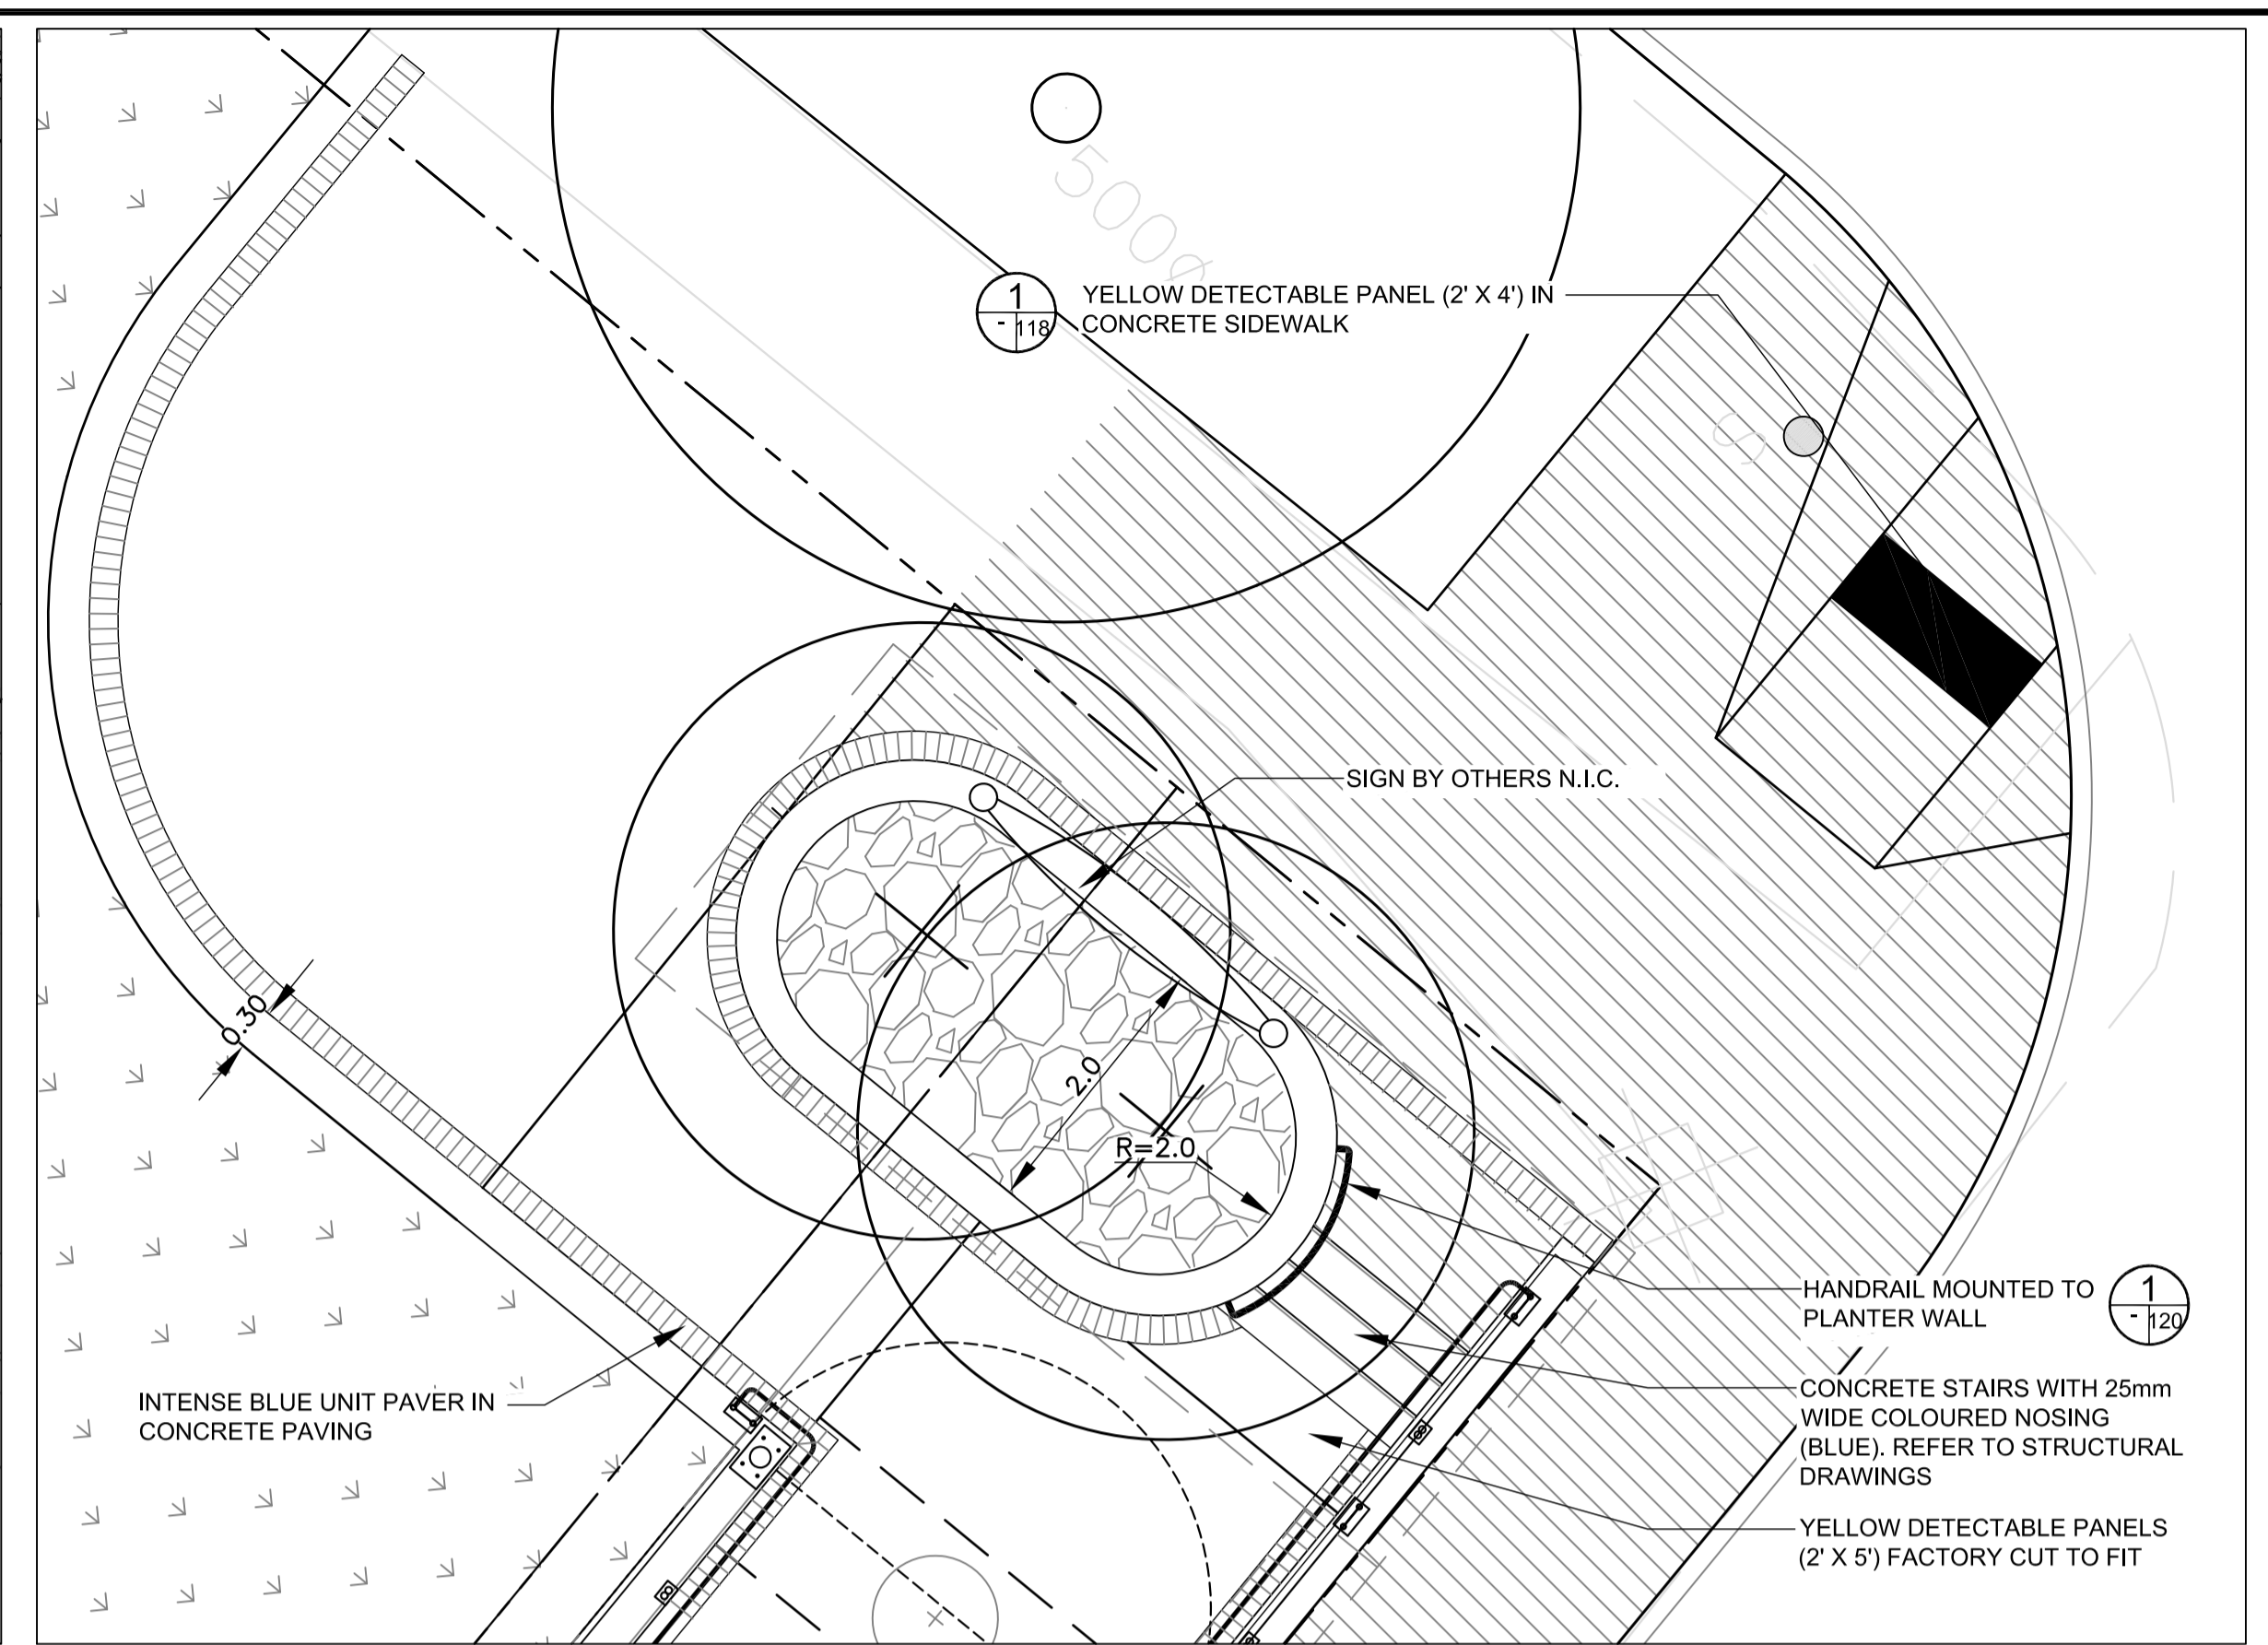 500
1
- 118
YELLOW DETECTABLE PANEL (2' X 4') IN
CONCRETE SIDEWALK
S
SIGN BY OTHERS N.I.C.
0.30
2.0
R=2.0
HANDRAIL MOUNTED TO
PLANTER WALL
1
- 120
INTENSE BLUE UNIT PAVER IN
CONCRETE PAVING
CONCRETE STAIRS WITH 25mm
WIDE COLOURED NOSING
(BLUE). REFER TO STRUCTURAL
DRAWINGS
YELLOW DETECTABLE PANELS
(2' X 5') FACTORY CUT TO FIT